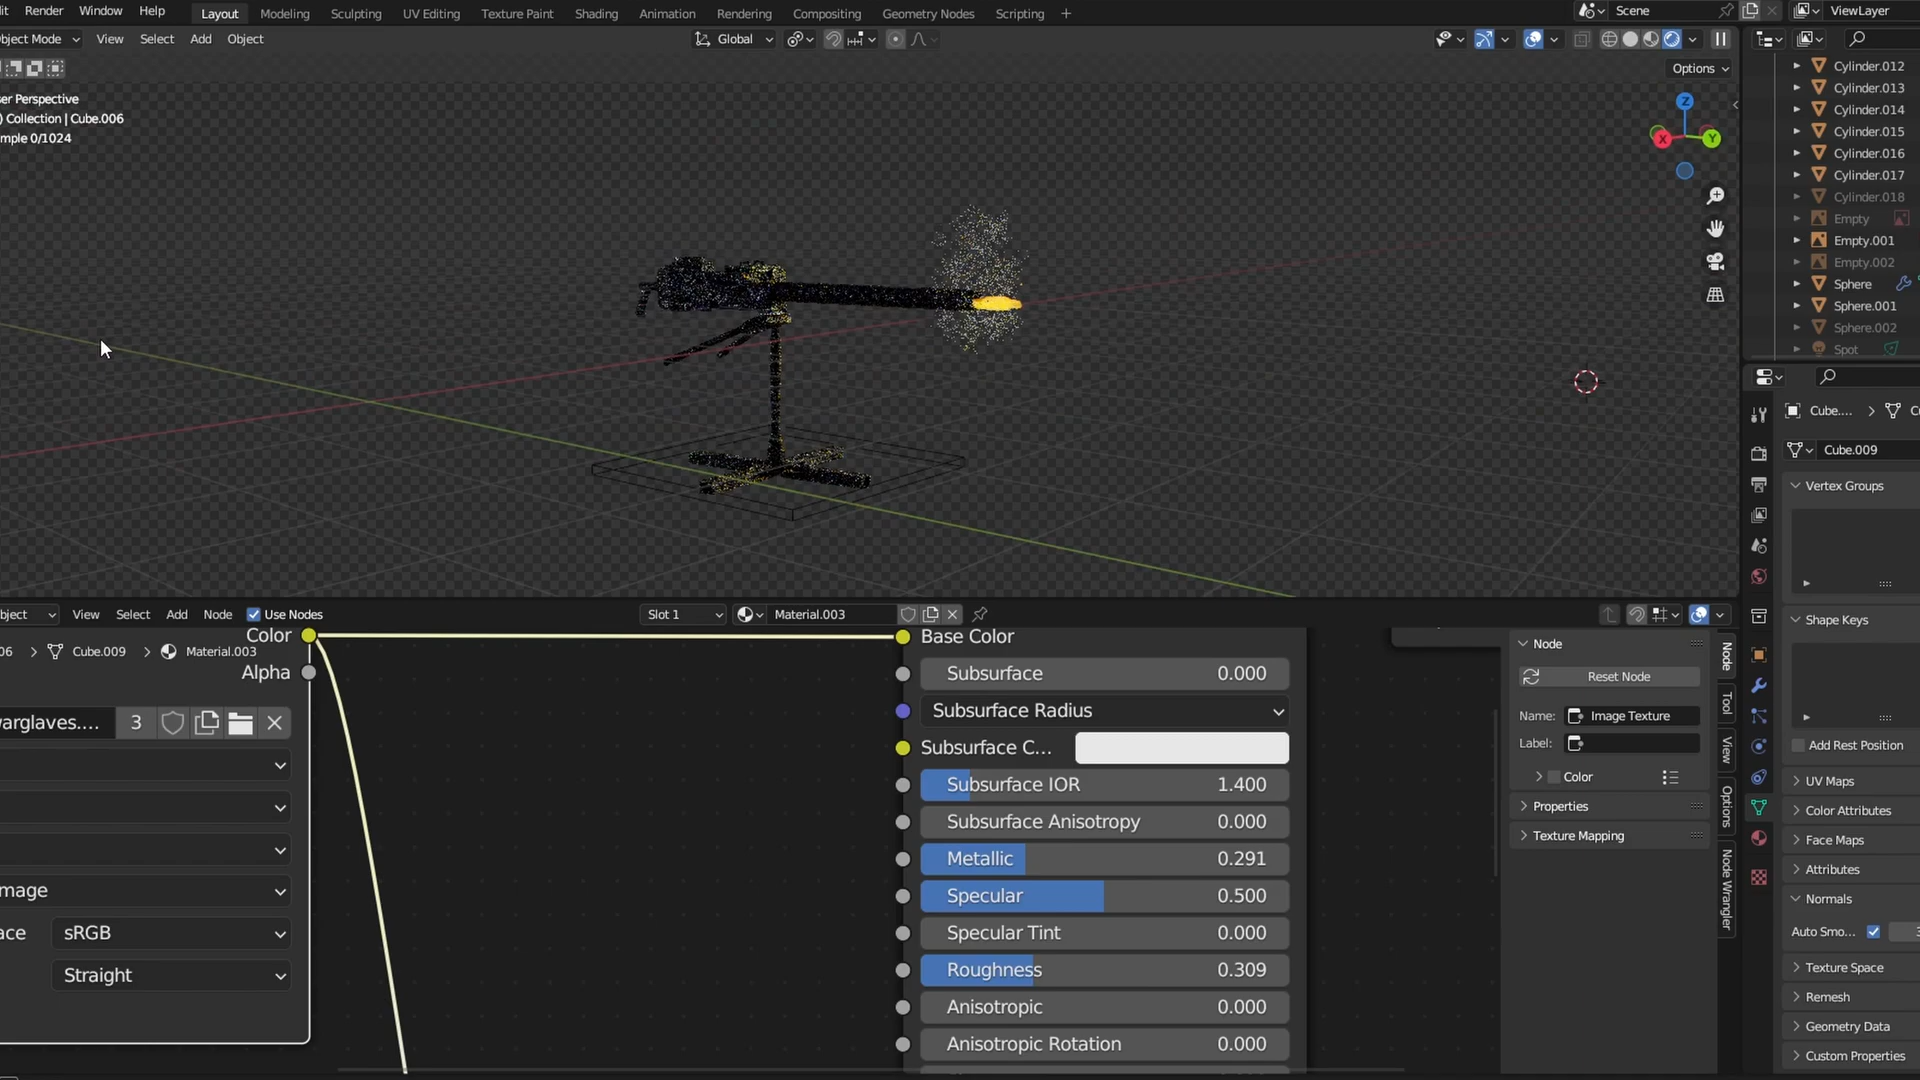 Render Window Help Layout Modeling Sculpting UV Editing Texture Paint Shading Animation Rendering Compositing Geometry Nodes Scripting + Scene ViewLayer
bject Mode View Select Add Object Global
Options
ser Perspective
) Collection | Cube.006
mple 0/1024
Z
X
Y
Cylinder.012
Cylinder.013
Cylinder.014
Cylinder.015
Cylinder.016
Cylinder.017
Cylinder.018
Empty
Empty.001
Empty.002
Sphere
Sphere.001
Sphere.002
Spot
Cube....
Cube.009
Vertex Groups
Shape Keys
Add Rest Position
UV Maps
Color Attributes
Face Maps
Attributes
Normals
Auto Smo...
Texture Space
Remesh
Geometry Data
Custom Properties
bject View Select Add Node Use Nodes Slot 1 Material.003
06 Cube.009 Material.003
Color
Alpha
arglaves.... 3
mage
ace sRGB
Straight
Base Color
Subsurface 0.000
Subsurface Radius
Subsurface C...
Subsurface IOR 1.400
Subsurface Anisotropy 0.000
Metallic 0.291
Specular 0.500
Specular Tint 0.000
Roughness 0.309
Anisotropic 0.000
Anisotropic Rotation 0.000
Node
Reset Node
Name: Image Texture
Label:
Color
Properties
Texture Mapping
Node
Tool
View
Options
Node Wrangler